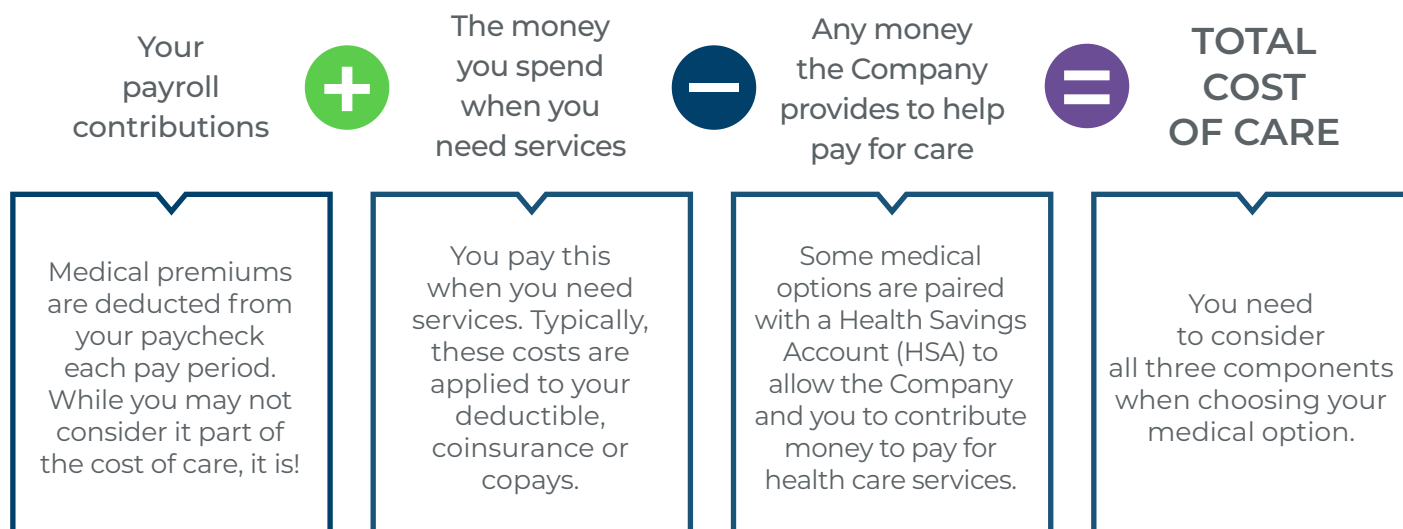 Your
payroll
contributions
+
The money
you spend
when you
need services
−
Any money
the Company
provides to help
pay for care
=
TOTAL
COST
OF CARE
Medical premiums
are deducted from
your paycheck
each pay period.
While you may not
consider it part of
the cost of care, it is!
You pay this
when you need
services. Typically,
these costs are
applied to your
deductible,
coinsurance or
copays.
Some medical
options are paired
with a Health Savings
Account (HSA) to
allow the Company
and you to contribute
money to pay for
health care services.
You need
to consider
all three components
when choosing your
medical option.